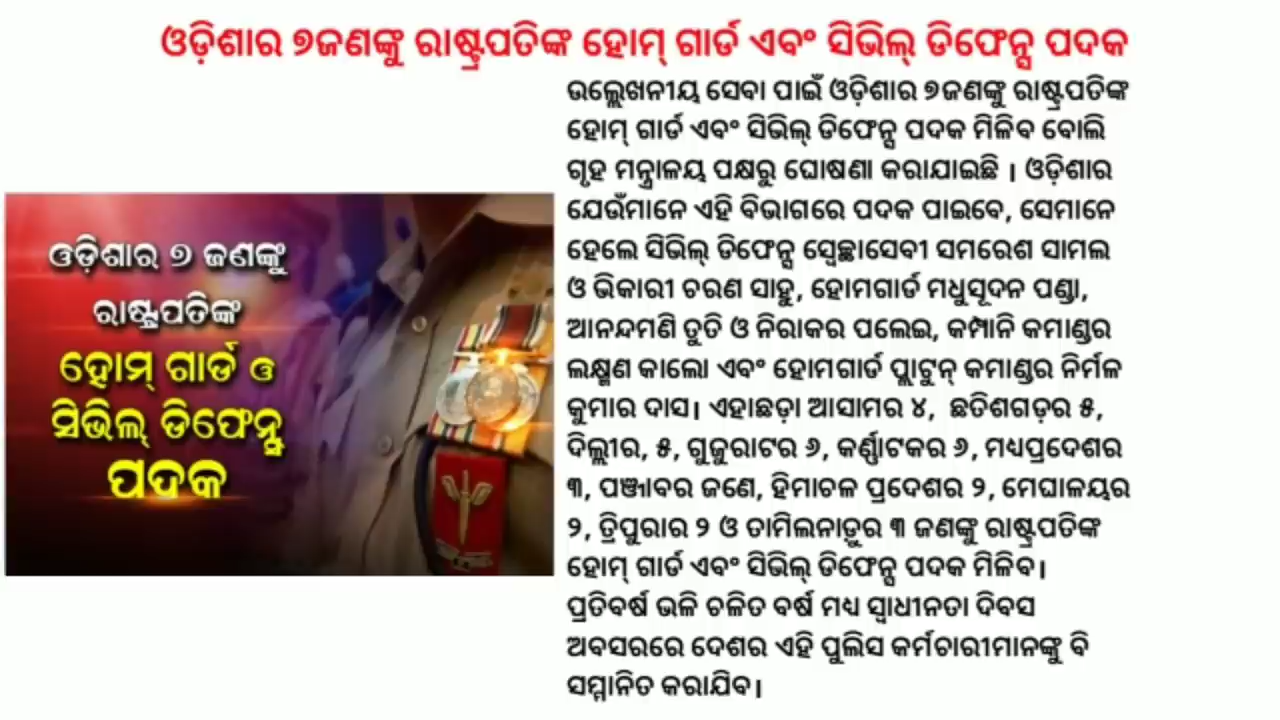 ଓଡ଼ିଶାର ୭ଜଣଙ୍କୁ ରାଷ୍ଟ୍ରପତିଙ୍କ ହୋମ୍ ଗାର୍ଡ ଏବଂ ସିଭିଲ୍ ଡିଫେନ୍ସ ପଦକ
ଓଡ଼ିଶାର ୭ ଜଣଙ୍କୁ
ରାଷ୍ଟ୍ରପତିଙ୍କ
ହୋମ୍ ଗାର୍ଡ ଓ
ସିଭିଲ୍ ଡିଫେନ୍ସ
ପଦକ
ଉଲ୍ଲେଖନୀୟ ସେବା ପାଇଁ ଓଡ଼ିଶାର ୭ଜଣଙ୍କୁ ରାଷ୍ଟ୍ରପତିଙ୍କ
ହୋମ୍ ଗାର୍ଡ ଏବଂ ସିଭିଲ୍ ଡିଫେନ୍ସ ପଦକ ମିଳିବ ବୋଲି
ଗୃହ ମନ୍ତ୍ରାଳୟ ପକ୍ଷରୁ ଘୋଷଣା କରାଯାଇଛି । ଓଡ଼ିଶାର
ଯେଉଁମାନେ ଏହି ବିଭାଗରେ ପଦକ ପାଇବେ, ସେମାନେ
ହେଲେ ସିଭିଲ୍ ଡିଫେନ୍ସ ସ୍ବେଚ୍ଛାସେବୀ ସମରେଶ ସାମଲ
ଓ ଭିକାରୀ ଚରଣ ସାହୁ, ହୋମଗାର୍ଡ ମଧୁସୂଦନ ପଣ୍ଡା,
ଆନନ୍ଦମଣି ଡୁଡି ଓ ନିରାକର ପଲେଇ, କମ୍ପାନି କମାଣ୍ଡର
ଲକ୍ଷ୍ମଣ କାଲୋ ଏବଂ ହୋମଗାର୍ଡ ପ୍ଲାଟୁନ୍ କମାଣ୍ଡର ନିର୍ମଳ
କୁମାର ଦାସ। ଏହାଛଡ଼ା ଆସାମର ୪, ଛତିଶଗଡ଼ର ୫,
ଦିଲ୍ଲୀର, ୫, ଗୁଜୁରାଟର ୬, କର୍ଣ୍ଣାଟକର ୬, ମଧ୍ୟପ୍ରଦେଶର
୩, ପଞ୍ଜାବର ଜଣେ, ହିମାଚଳ ପ୍ରଦେଶର ୨, ମେଘାଳୟର
୨, ତ୍ରିପୁରାର ୨ ଓ ତାମିଲନାଡ଼ୁର ୩ ଜଣଙ୍କୁ ରାଷ୍ଟ୍ରପତିଙ୍କ
ହୋମ୍ ଗାର୍ଡ ଏବଂ ସିଭିଲ୍ ଡିଫେନ୍ସ ପଦକ ମିଳିବ।
ପ୍ରତିବର୍ଷ ଭଳି ଚଳିତ ବର୍ଷ ମଧ୍ୟ ସ୍ବାଧୀନତା ଦିବସ
ଅବସରରେ ଦେଶର ଏହି ପୁଲିସ କର୍ମଚାରୀମାନଙ୍କୁ ବି
ସମ୍ମାନିତ କରାଯିବ।